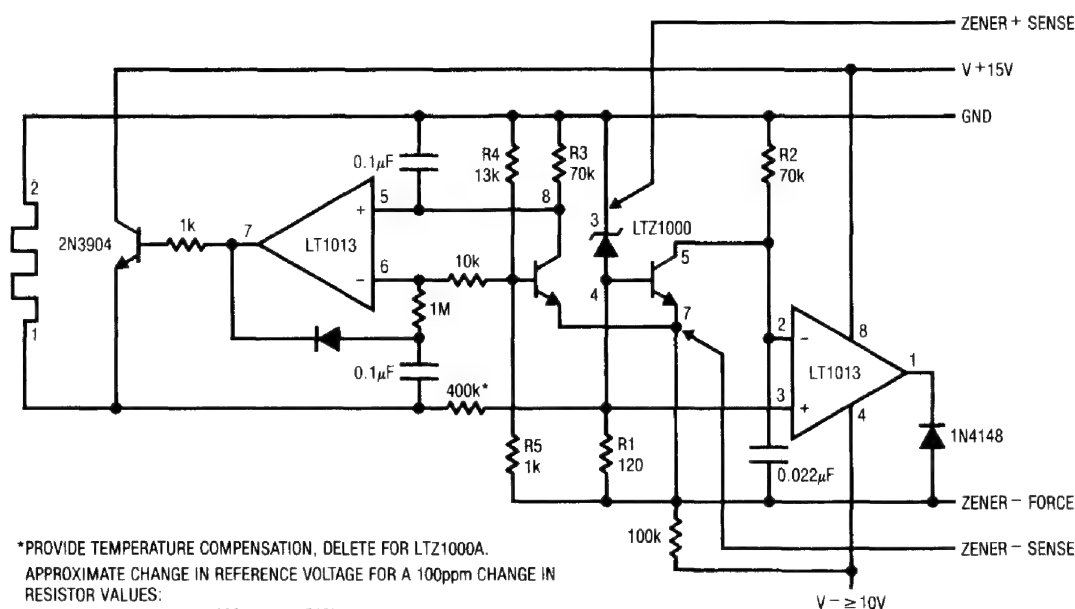 ZENER + SENSE
V + 15V
GND
2
1
2N3904
1k
7
LT1013
0.1µF
5
+
6
−
10k
1M
0.1µF
400k*
R4
13k
R3
70k
8
3
LTZ1000
4
5
7
R2
70k
2
−
3
+
LT1013
8
1
4
1N4148
0.022µF
R5
1k
R1
120
100k
ZENER − FORCE
ZENER − SENSE
V − ≥ 10V
*PROVIDE TEMPERATURE COMPENSATION, DELETE FOR LTZ1000A.
APPROXIMATE CHANGE IN REFERENCE VOLTAGE FOR A 100ppm CHANGE IN
RESISTOR VALUES: